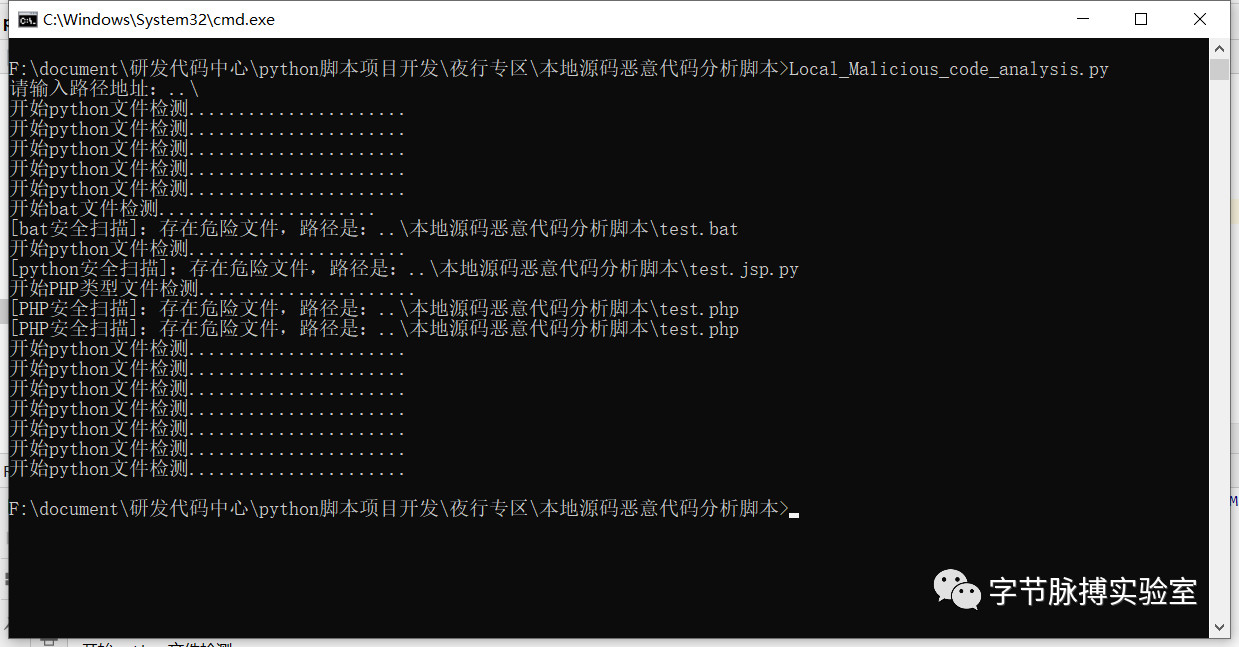 C:\Windows\System32\cmd.exe
F:\document\研发代码中心\python脚本项目开发\夜行专区\本地源码恶意代码分析脚本>Local_Malicious_code_analysis.py
请输入路径地址: ..\
开始python文件检测......................
开始python文件检测......................
开始python文件检测......................
开始python文件检测......................
开始python文件检测......................
开始bat文件检测......................
[bat安全扫描]: 存在危险文件, 路径是: ..\本地源码恶意代码分析脚本\test.bat
开始python文件检测......................
[python安全扫描]: 存在危险文件, 路径是: ..\本地源码恶意代码分析脚本\test.jsp.py
开始PHP类型文件检测......................
[PHP安全扫描]: 存在危险文件, 路径是: ..\本地源码恶意代码分析脚本\test.php
[PHP安全扫描]: 存在危险文件, 路径是: ..\本地源码恶意代码分析脚本\test.php
开始python文件检测......................
开始python文件检测......................
开始python文件检测......................
开始python文件检测......................
开始python文件检测......................
开始python文件检测......................
开始python文件检测......................
F:\document\研发代码中心\python脚本项目开发\夜行专区\本地源码恶意代码分析脚本>
字节脉搏实验室